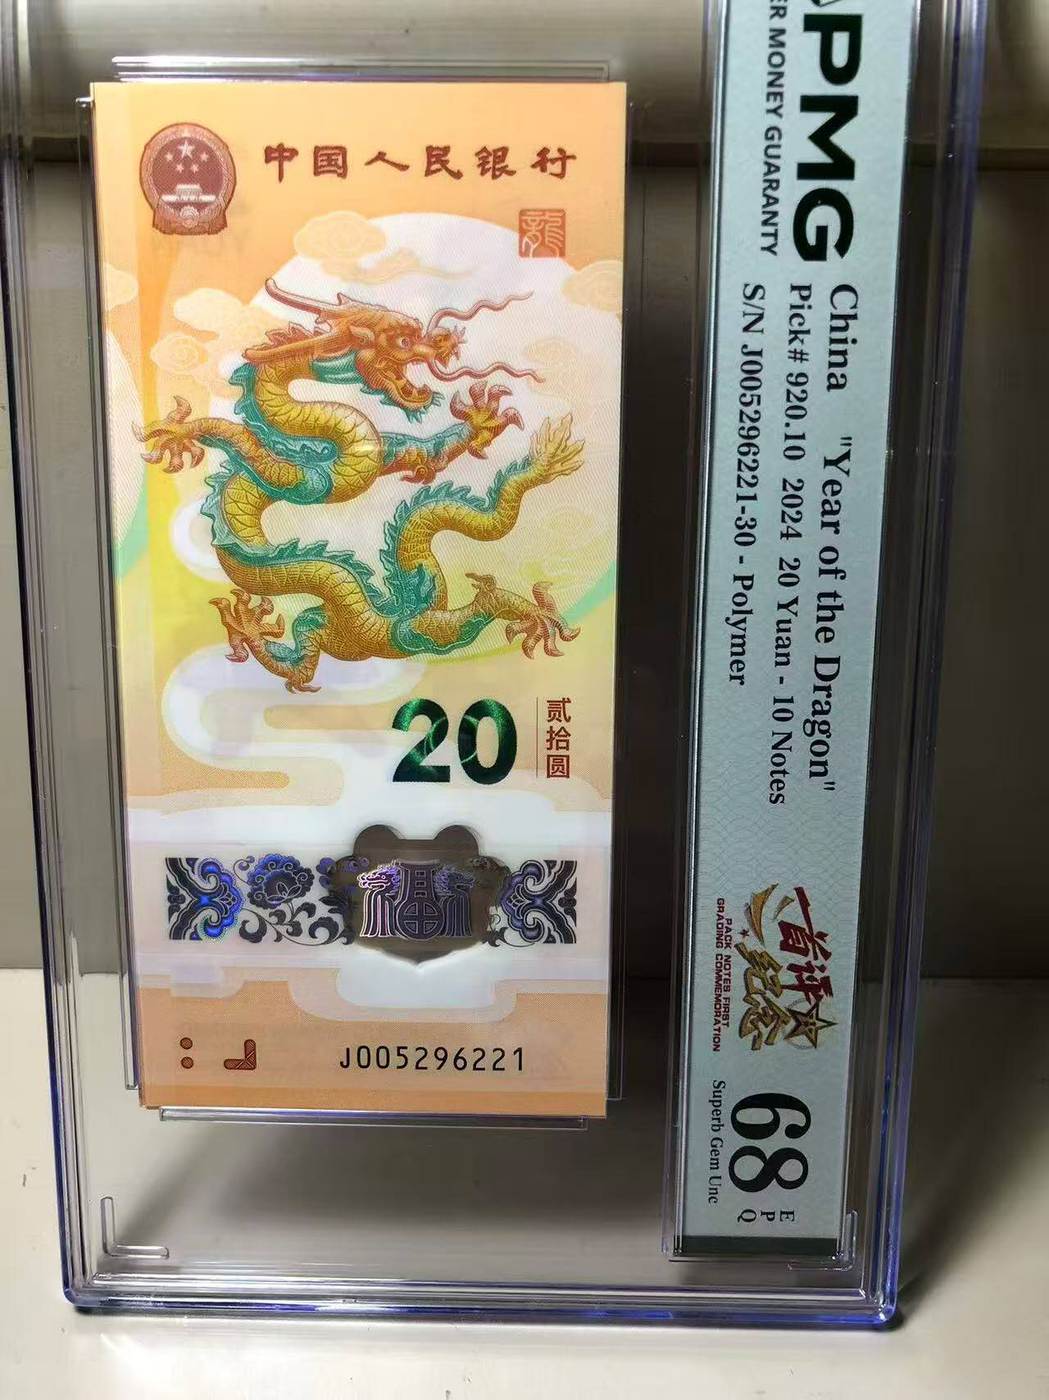 中国人民银行
龍
20
贰拾圆
福
J005296221
PMG
ER MONEY GUARANTY
China "Year of the Dragon"
Pick# 920.10 2024 20 Yuan - 10 Notes
S/N J005296221-30 - Polymer
首评
纪念
PACK NOTES FIRST
GRADING COMMEMORATION
68
EPQ
Superb Gem Unc